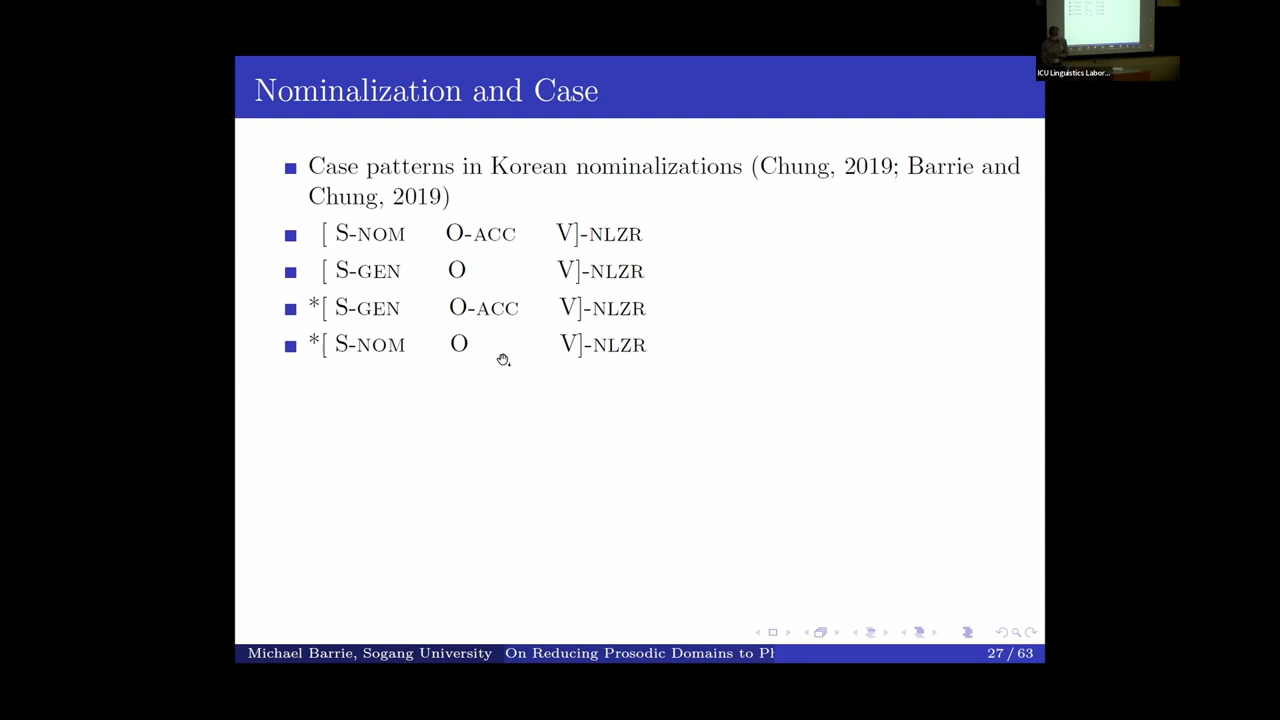 ICU Linguistics Labor...
Nominalization and Case
Case patterns in Korean nominalizations (Chung, 2019; Barrie and
Chung, 2019)
[ S-NOM O-ACC V]-NLZR
[ S-GEN O V]-NLZR
*[ S-GEN O-ACC V]-NLZR
*[ S-NOM O V]-NLZR
Michael Barrie, Sogang University On Reducing Prosodic Domains to Ph 27 / 63